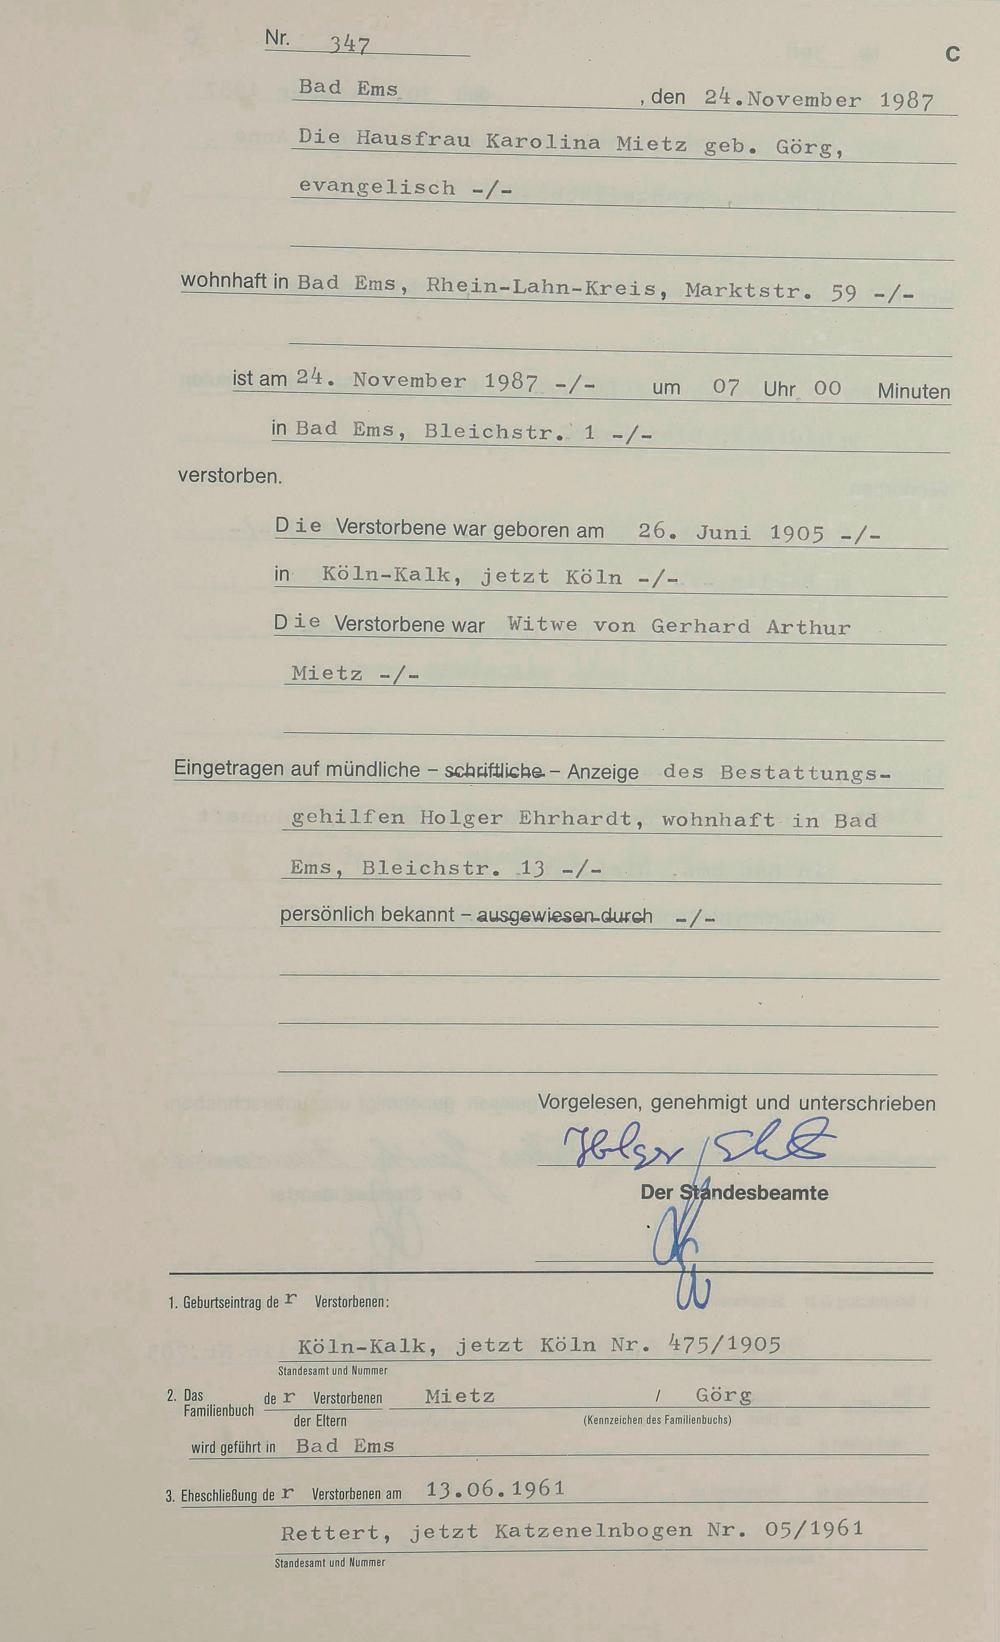 Nr. 347
C
Bad Ems, den 24.November 1987
Die Hausfrau Karolina Mietz geb. Görg,
evangelisch -/-
wohnhaft in Bad Ems, Rhein-Lahn-Kreis, Marktstr. 59 -/-
ist am 24. November 1987 -/- um 07 Uhr 00 Minuten
in Bad Ems, Bleichstr. 1 -/-
verstorben.
Die Verstorbene war geboren am 26. Juni 1905 -/-
in Köln-Kalk, jetzt Köln -/-
Die Verstorbene war Witwe von Gerhard Arthur
Mietz -/-
Eingetragen auf mündliche – schriftliche – Anzeige des Bestattungs-
gehilfen Holger Ehrhardt, wohnhaft in Bad
Ems, Bleichstr. 13 -/-
persönlich bekannt – ausgewiesen durch -/-
Vorgelesen, genehmigt und unterschrieben
Holger
Der Standesbeamte
1. Geburtseintrag der Verstorbenen:
Köln-Kalk, jetzt Köln Nr. 475/1905
Standesamt und Nummer
2. Das Familienbuch der Verstorbenen Mietz / Görg
der Eltern (Kennzeichen des Familienbuchs)
wird geführt in Bad Ems
3. Eheschließung der Verstorbenen am 13.06.1961
Rettert, jetzt Katzenelnbogen Nr. 05/1961
Standesamt und Nummer